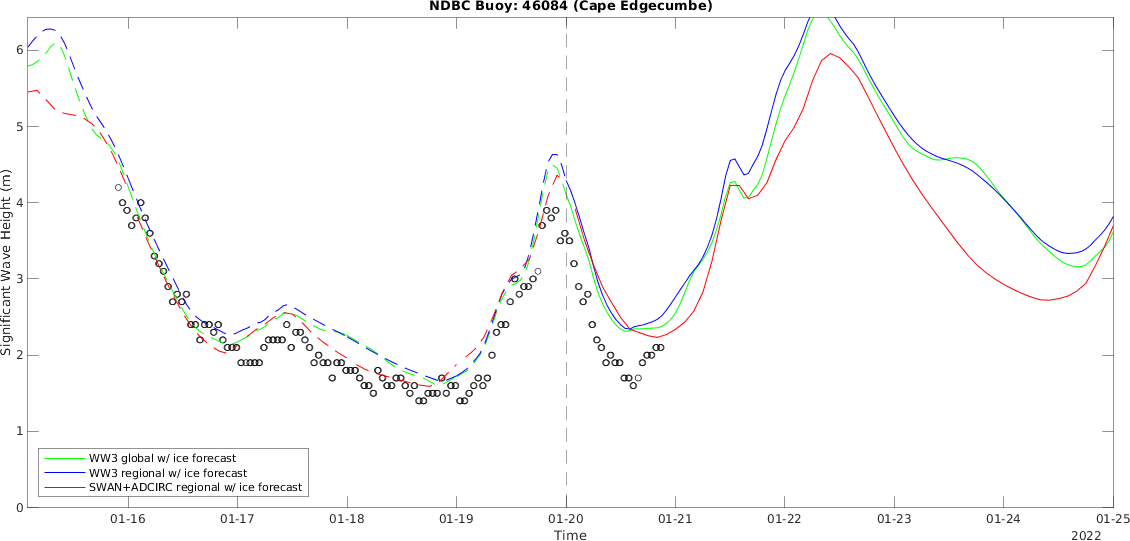 NDBC Buoy: 46084 (Cape Edgecumbe)
Significant Wave Height (m)
6
5
4
3
2
1
0
WW3 global w/ ice forecast
WW3 regional w/ ice forecast
SWAN+ADCIRC regional w/ ice forecast
01-16 01-17 01-18 01-19 01-20 01-21 01-22 01-23 01-24 01-25
Time
2022